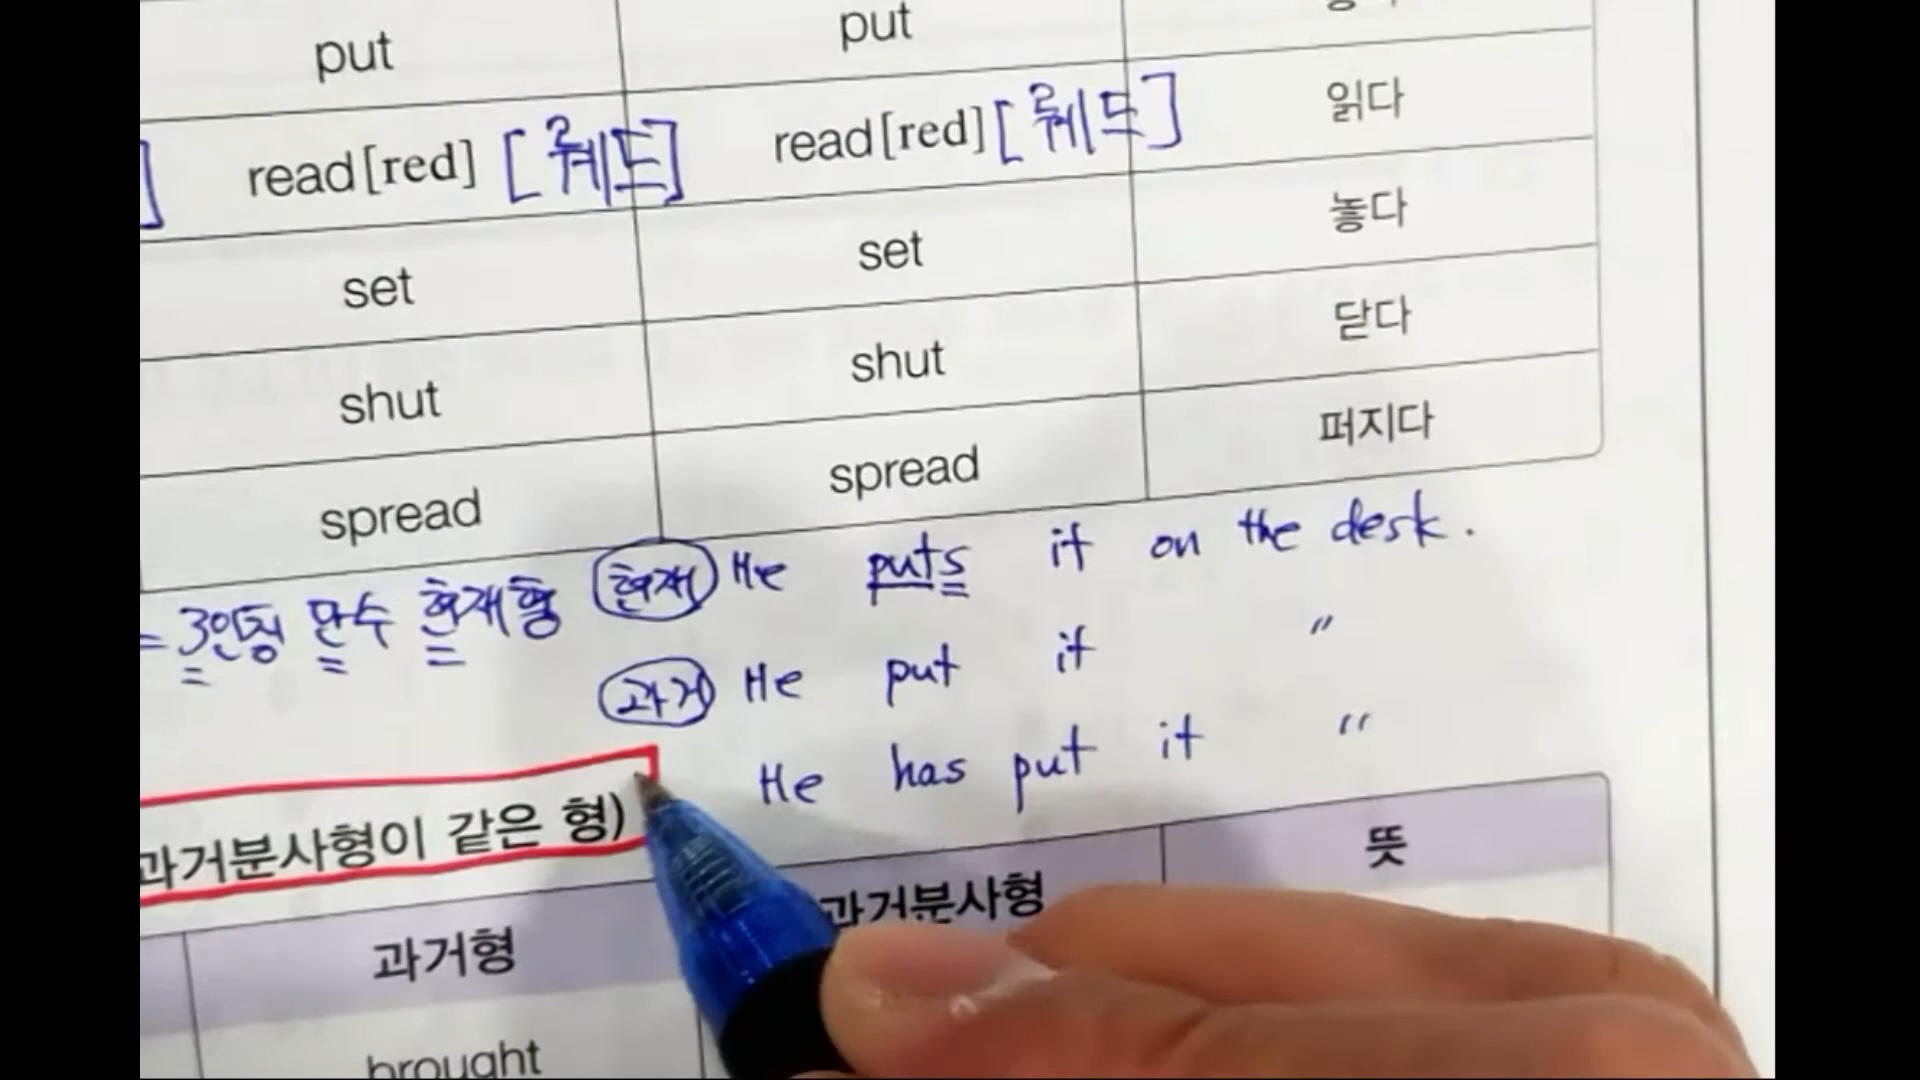 put put
read[red] [뤠드] read[red] [뤠드] 읽다
set set 놓다
shut shut 닫다
spread spread 퍼지다
현재 He puts it on the desk.
= 3인칭 단수 현재형
과거 He put it 〃
He has put it 〃
과거분사형이 같은 형)
과거형 과거분사형 뜻
brought